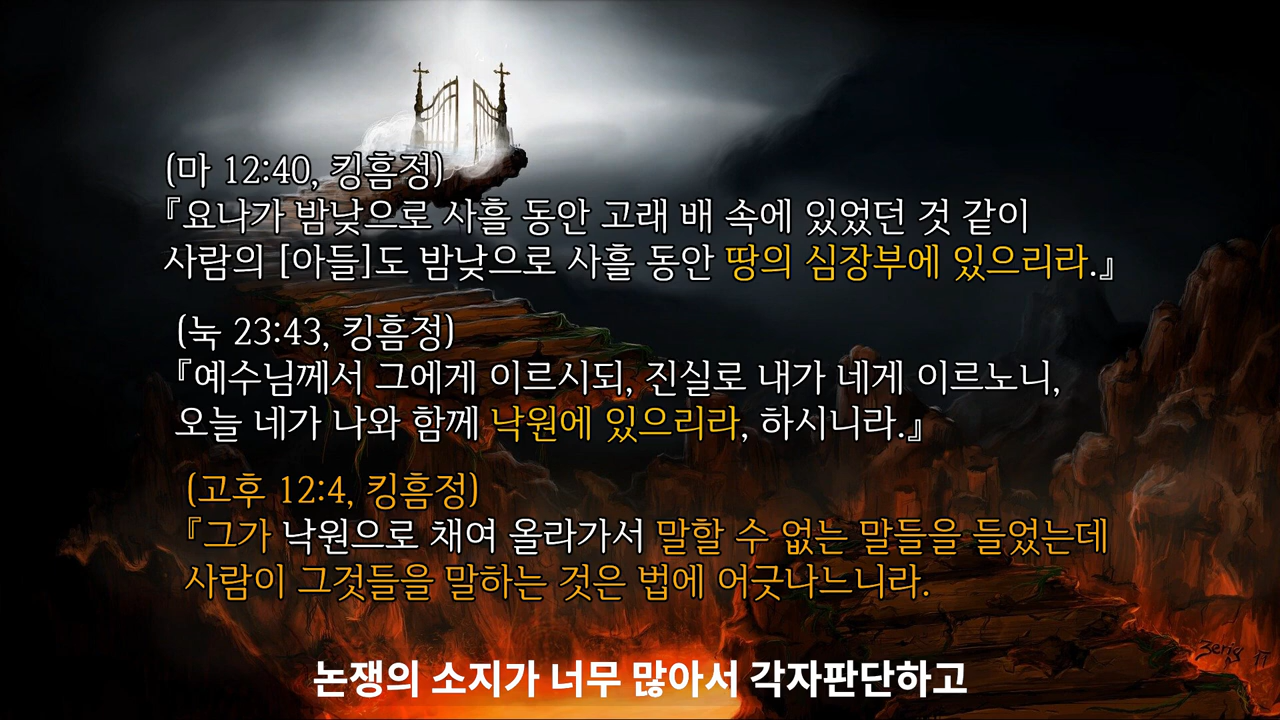 (마 12:40, 킹흠정)
『요나가 밤낮으로 사흘 동안 고래 배 속에 있었던 것 같이
사람의 [아들]도 밤낮으로 사흘 동안 땅의 심장부에 있으리라.』
(눅 23:43, 킹흠정)
『예수님께서 그에게 이르시되, 진실로 내가 네게 이르노니,
오늘 네가 나와 함께 낙원에 있으리라, 하시니라.』
(고후 12:4, 킹흠정)
『그가 낙원으로 채여 올라가서 말할 수 없는 말들을 들었는데
사람이 그것들을 말하는 것은 법에 어긋나느니라.
논쟁의 소지가 너무 많아서 각자판단하고